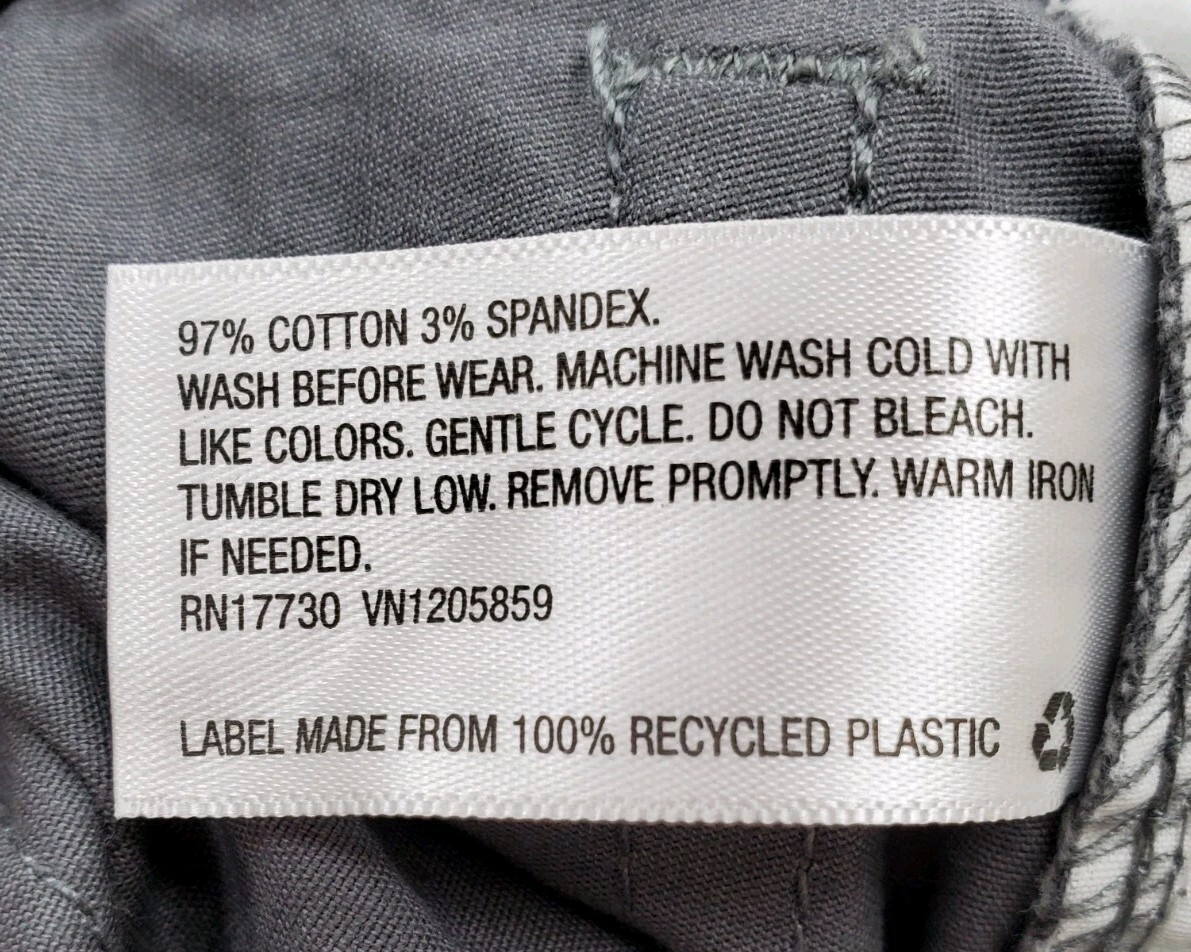 97% COTTON 3% SPANDEX.
WASH BEFORE WEAR. MACHINE WASH COLD WITH
LIKE COLORS. GENTLE CYCLE. DO NOT BLEACH.
TUMBLE DRY LOW. REMOVE PROMPTLY. WARM IRON
IF NEEDED.
RN17730 VN1205859
LABEL MADE FROM 100% RECYCLED PLASTIC